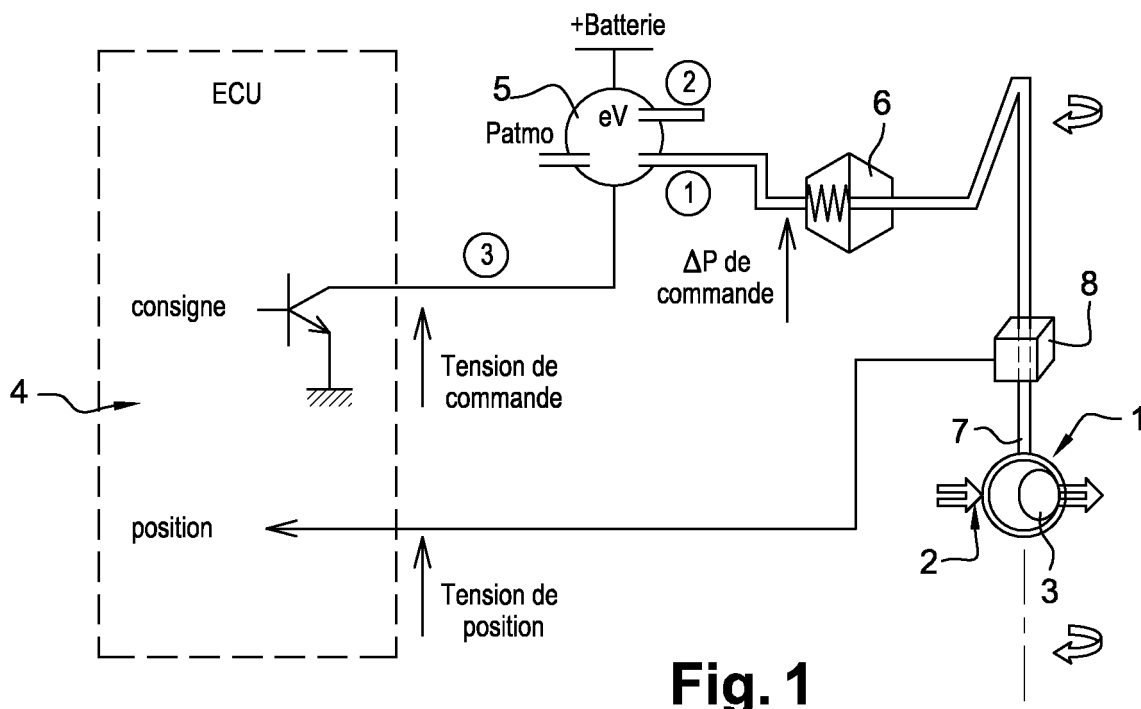 +Batterie
ECU
5
2
eV
Patmo
6
1
3
ΔP de
commande
consigne
8
Tension de
commande
4
7
1
position
2
3
Tension de
position
Fig. 1